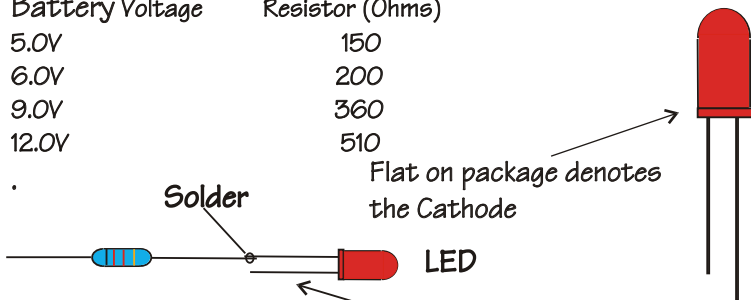 Battery Voltage Resistor (Ohms)
5.0V 150
6.0V 200
9.0V 360
12.0V 510
Flat on package denotes
the Cathode
.
Solder
LED